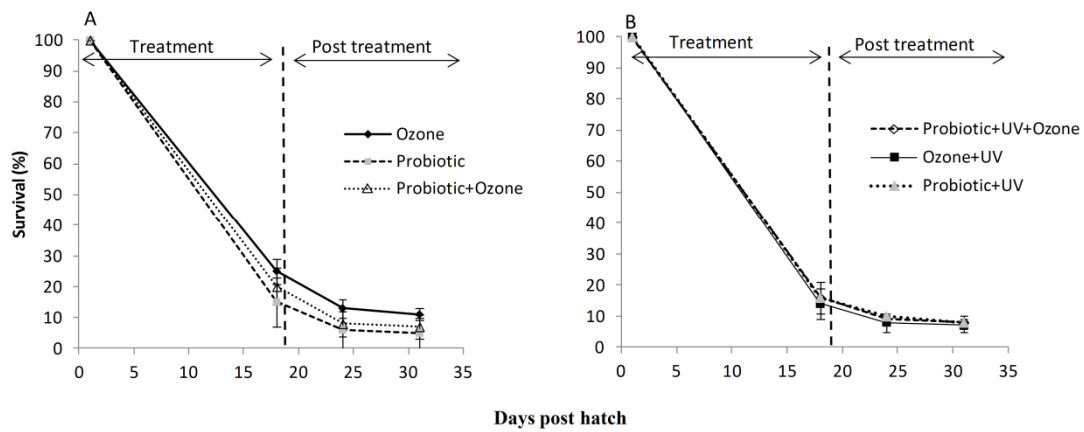 A
B
Treatment
Post treatment
Treatment
Post treatment
Survival (%)
100
90
80
70
60
50
40
30
20
10
0
0
5
10
15
20
25
30
35
Ozone
Probiotic
Probiotic+Ozone
100
90
80
70
60
50
40
30
20
10
0
0
5
10
15
20
25
30
35
Probiotic+UV+Ozone
Ozone+UV
Probiotic+UV
Days post hatch